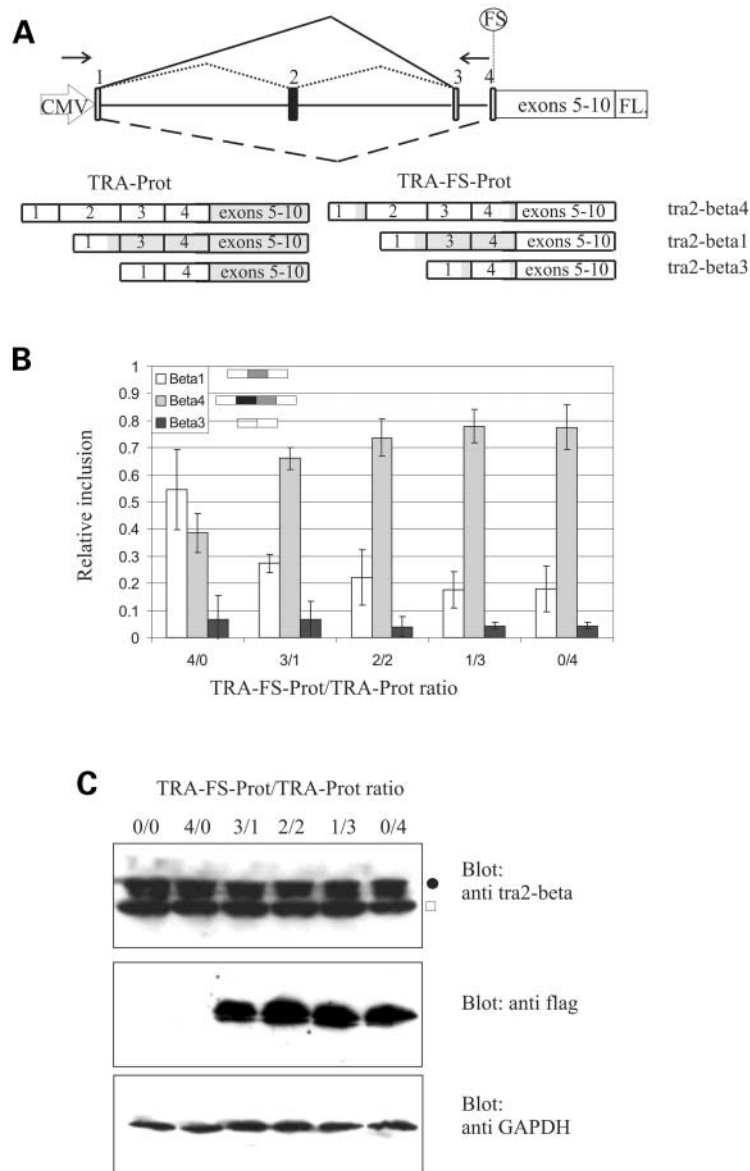 A
FS
1
2
3
4
CMV
exons 5-10
FL.
TRA-Prot
TRA-FS-Prot
1 2 3 4 exons 5-10
1 2 3 4 exons 5-10
tra2-beta4
1 3 4 exons 5-10
1 3 4 exons 5-10
tra2-beta1
1 4 exons 5-10
1 4 exons 5-10
tra2-beta3
B
1
0.9
0.8
0.7
0.6
0.5
0.4
0.3
0.2
0.1
0
Relative inclusion
Beta1
Beta4
Beta3
4/0 3/1 2/2 1/3 0/4
TRA-FS-Prot/TRA-Prot ratio
C
TRA-FS-Prot/TRA-Prot ratio
0/0 4/0 3/1 2/2 1/3 0/4
Blot:
anti tra2-beta
Blot: anti flag
Blot:
anti GAPDH